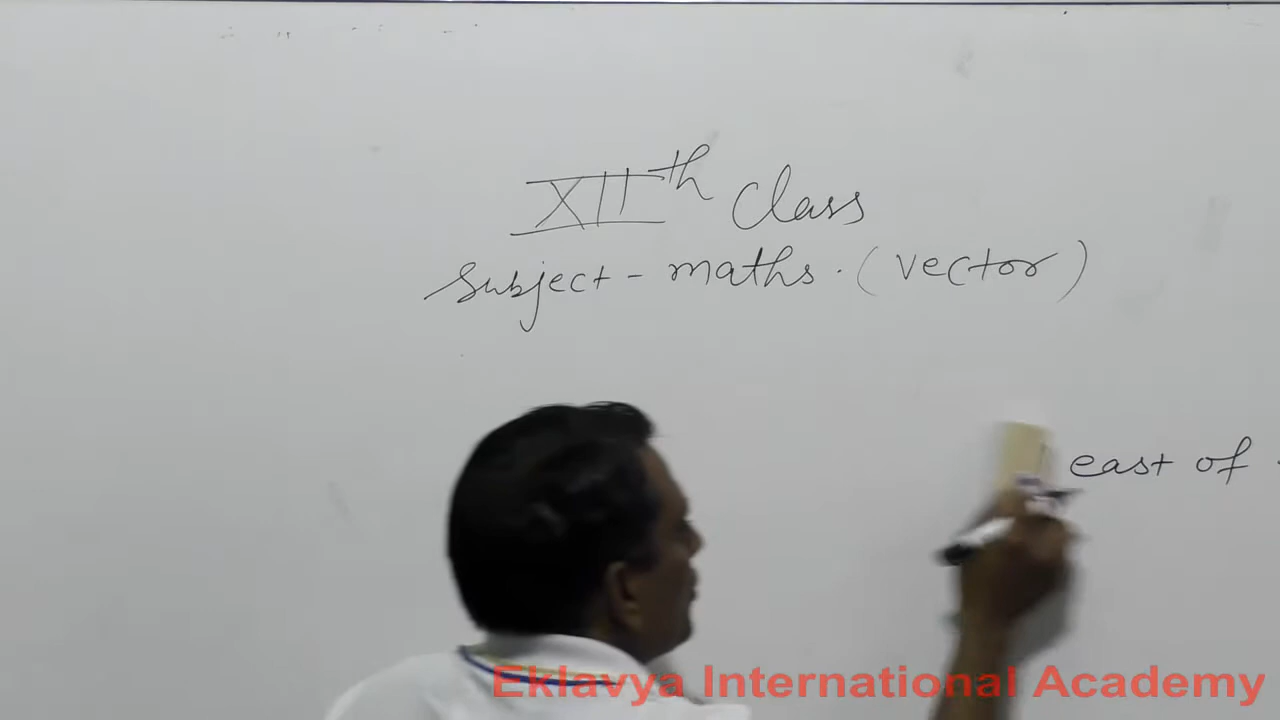 XIIth Class
Subject - maths. (vector)
east of
Eklavya International Academy